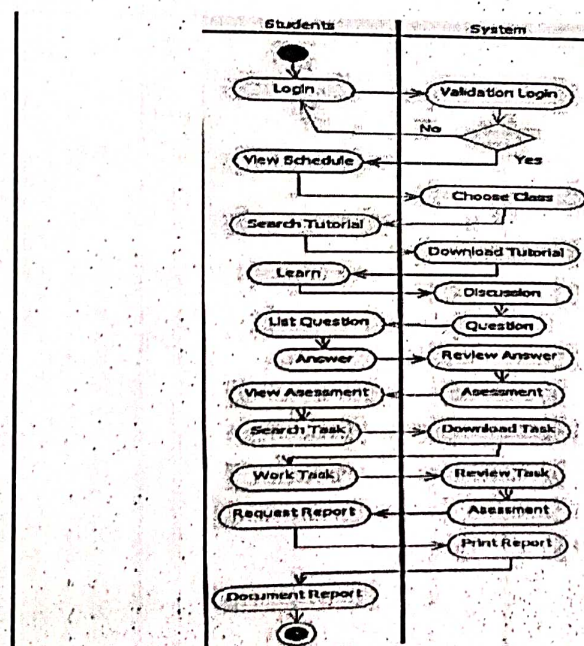 Students System
Login Validation Login
No
Yes
View Schedule
Choose Class
Search Tutorial
Download Tutorial
Learn
Discussion
List Question Question
Answer Review Answer
View Asessment Asessment
Search Task Download Task
Work Task Review Task
Request Report Asessment
Print Report
Document Report